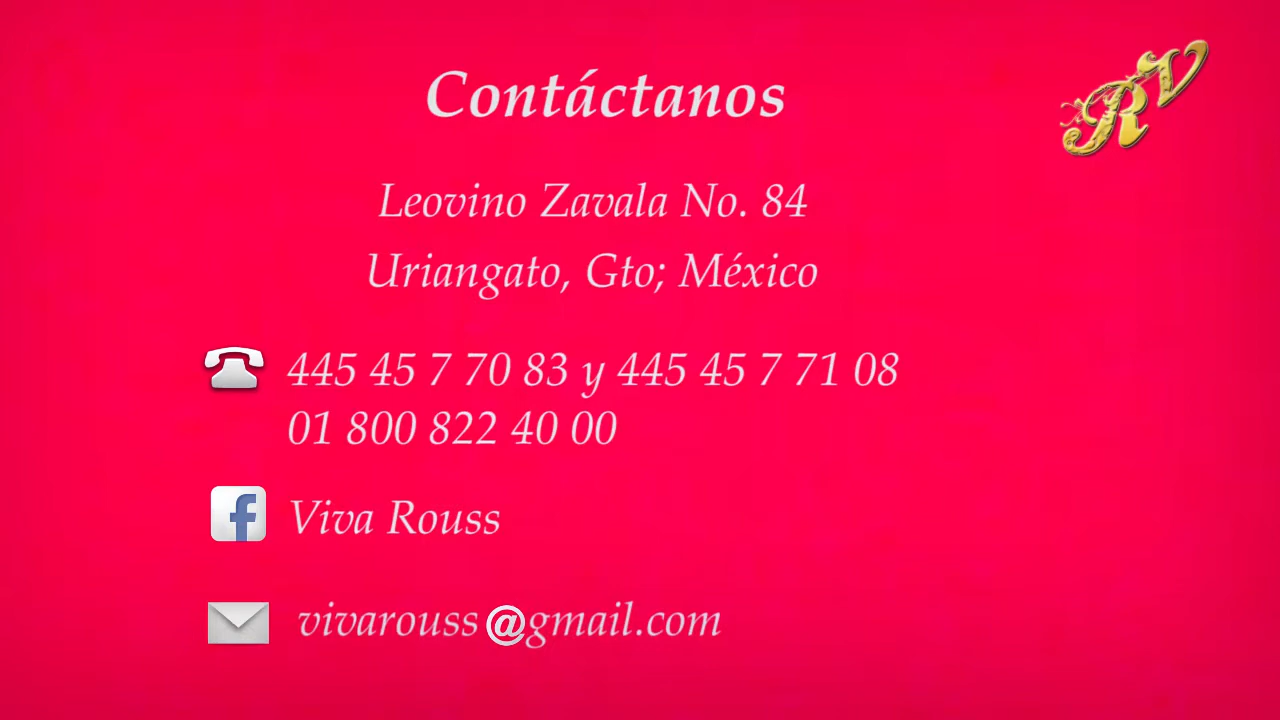 RV
Contáctanos
Leovino Zavala No. 84
Uriangato, Gto; México
445 45 7 70 83 y 445 45 7 71 08
01 800 822 40 00
f Viva Rouss
vivarouss@gmail.com